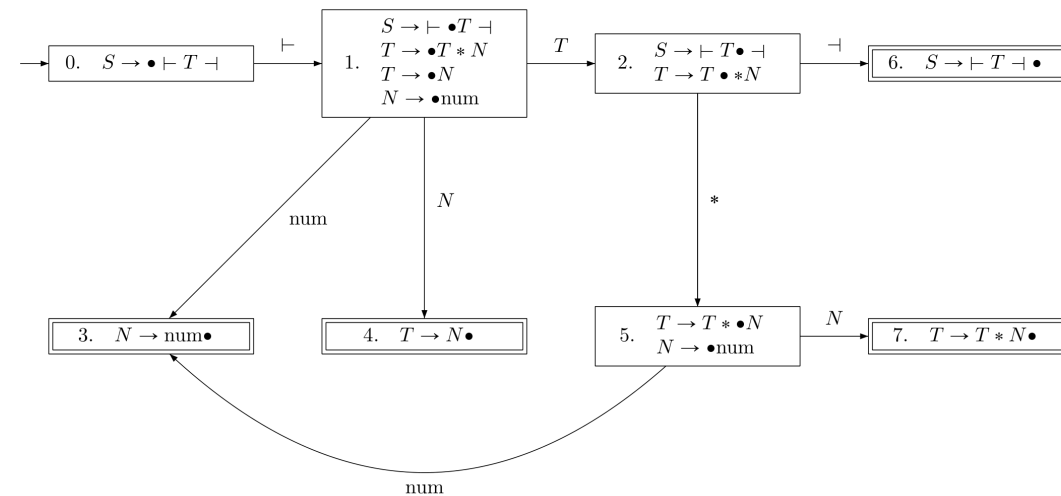 0. S → • ⊢ T ⊣
⊢
1. S → ⊢ •T ⊣
T → •T ∗ N
T → •N
N → •num
T
2. S → ⊢ T• ⊣
T → T • ∗N
⊣
6. S → ⊢ T ⊣ •
num
N
∗
3. N → num•
4. T → N•
5. T → T ∗ •N
N → •num
N
7. T → T ∗ N•
num